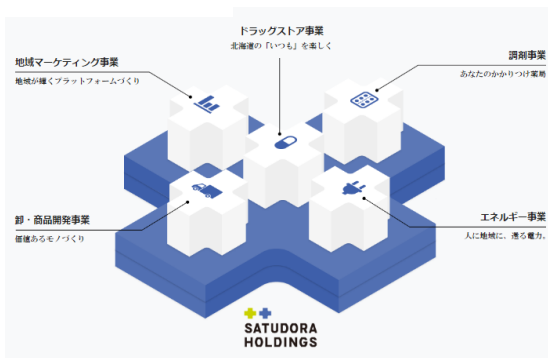 ドラッグストア事業
北海道の「いつも」を楽しく
地域マーケティング事業
地域が輝くプラットフォームづくり
調剤事業
あなたのかかりつけ薬局
卸・商品開発事業
価値あるモノづくり
エネルギー事業
人に地域に、還る電力。
SATUDORA
HOLDINGS